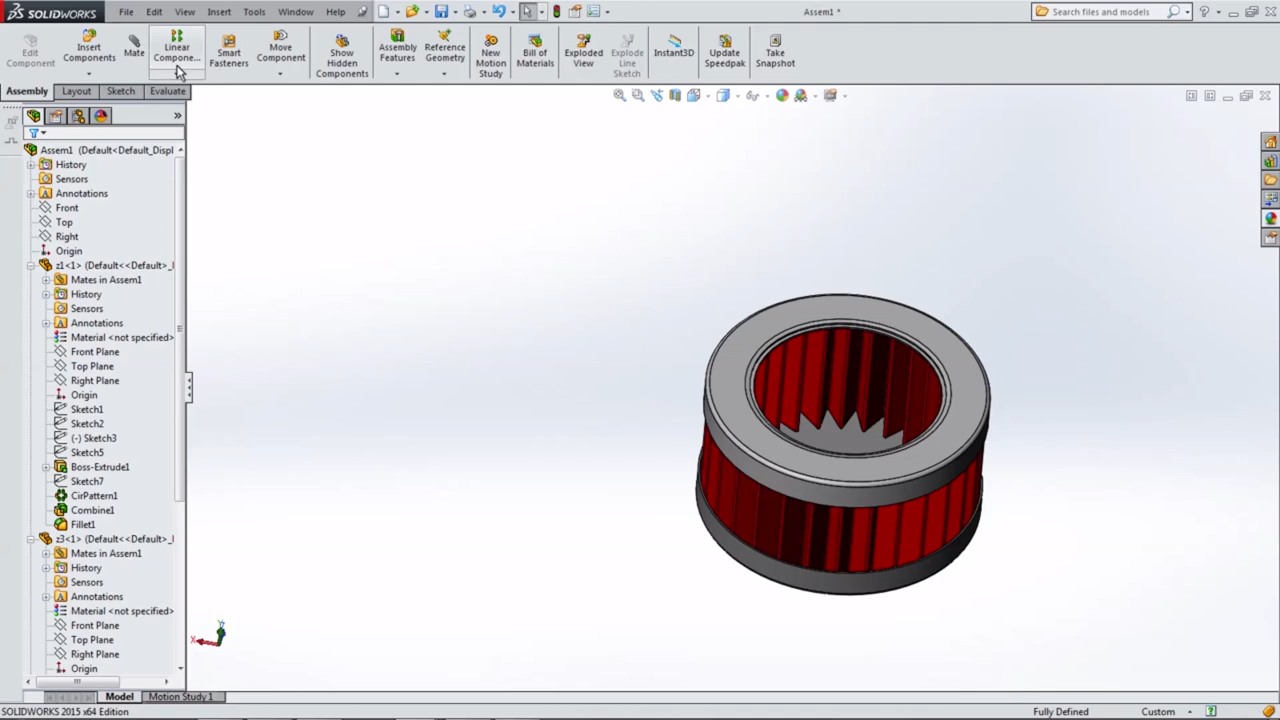 SOLIDWORKS File Edit View Insert Tools Window Help Assem1 * Search files and models
Edit Component Insert Components Mate Linear Compone... Smart Fasteners Move Component Show Hidden Components Assembly Features Reference Geometry New Motion Study Bill of Materials Exploded View Explode Line Sketch Instant3D Update Speedpak Take Snapshot
Assembly Layout Sketch Evaluate
Assem1 (Default<Default_Displ
History
Sensors
Annotations
Front
Top
Right
Origin
z1<1> (Default<<Default>_
Mates in Assem1
History
Sensors
Annotations
Material <not specified>
Front Plane
Top Plane
Right Plane
Origin
Sketch1
Sketch2
(-) Sketch3
Sketch5
Boss-Extrude1
Sketch7
CirPattern1
Combine1
Fillet1
z3<1> (Default<<Default>_
Mates in Assem1
History
Sensors
Annotations
Material <not specified>
Front Plane
Top Plane
Right Plane
Origin
X Y
Model Motion Study 1
SOLIDWORKS 2015 x64 Edition Fully Defined Custom